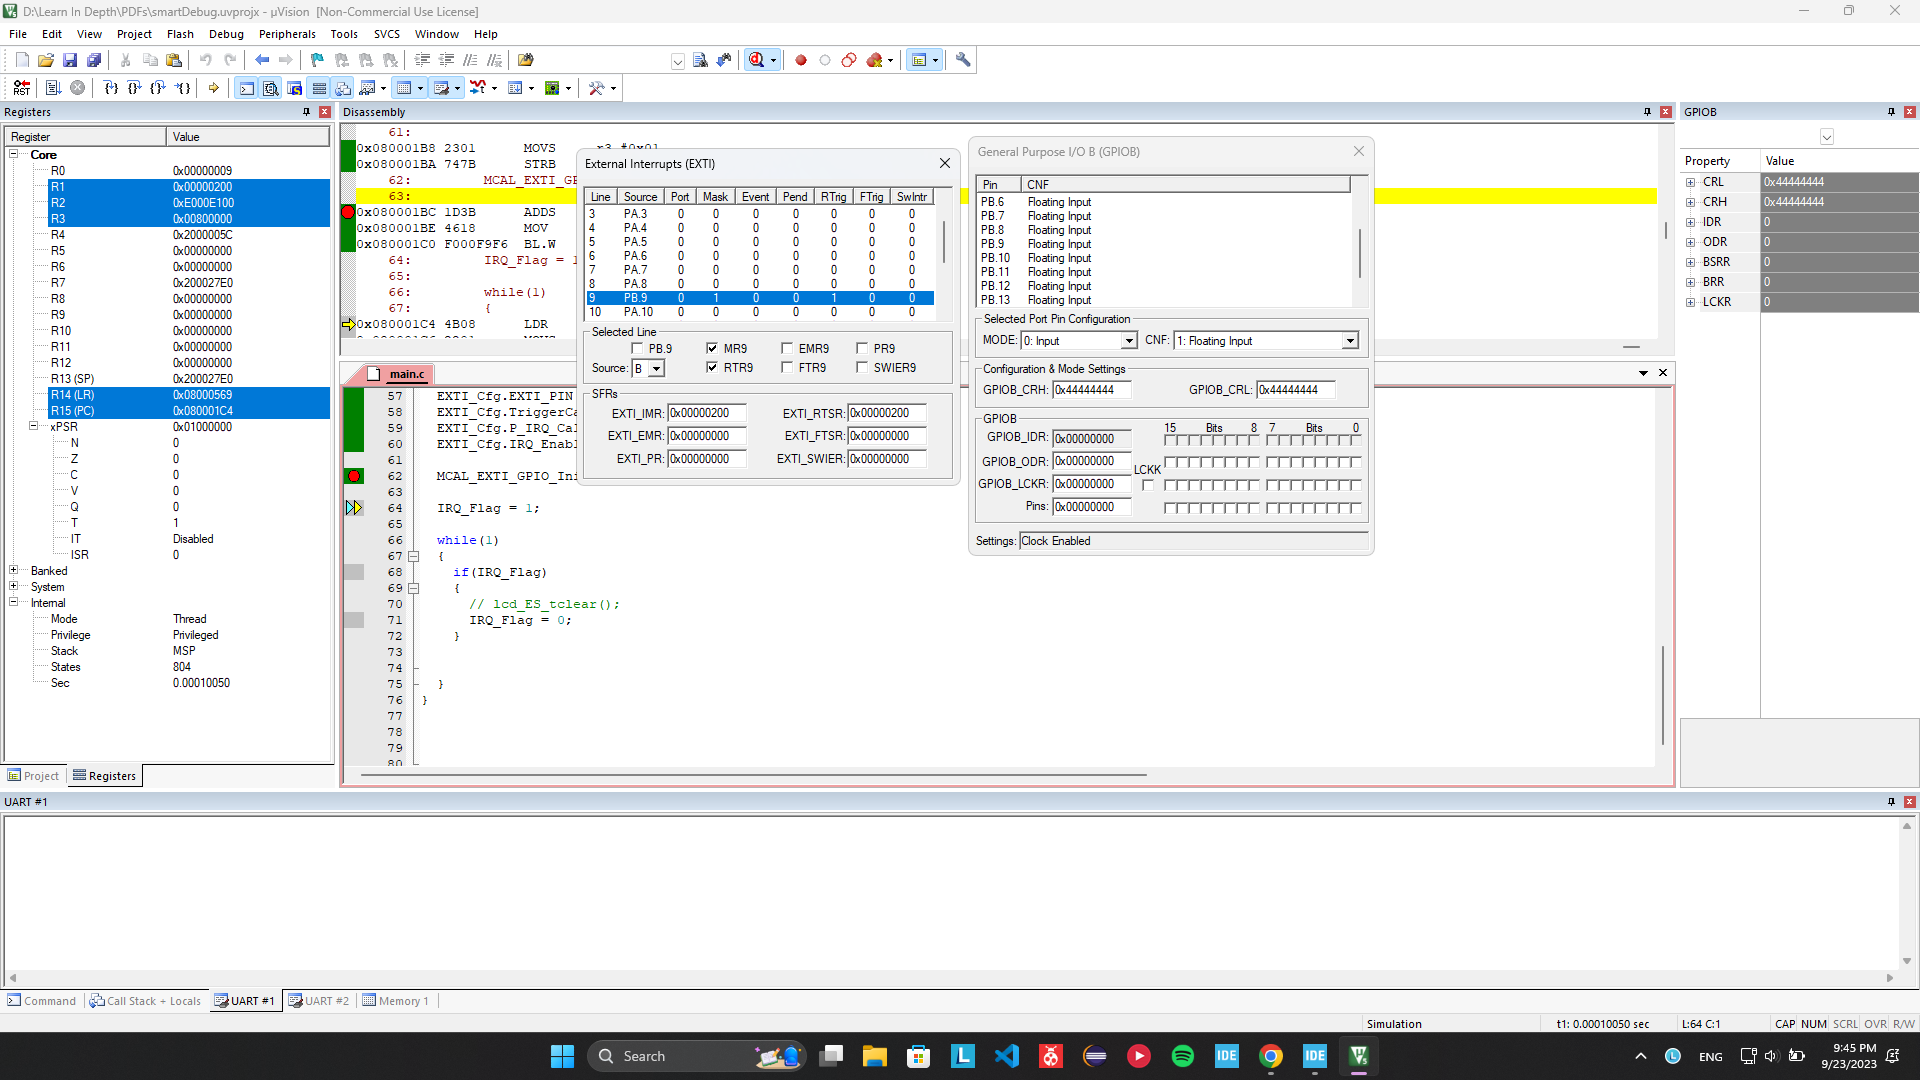 D:\Learn In Depth\PDFs\smartDebug.uvprojx - µVision  [Non-Commercial Use License]
File Edit View Project Flash Debug Peripherals Tools SVCS Window Help
Registers
Register Value
Core
R0 0x00000009
R1 0x00000200
R2 0xE000E100
R3 0x00800000
R4 0x2000005C
R5 0x00000000
R6 0x00000000
R7 0x200027E0
R8 0x00000000
R9 0x00000000
R10 0x00000000
R11 0x00000000
R12 0x00000000
R13 (SP) 0x200027E0
R14 (LR) 0x08000569
R15 (PC) 0x080001C4
xPSR 0x01000000
N 0
Z 0
C 0
V 0
Q 0
T 1
IT Disabled
ISR 0
Banked
System
Internal
Mode Thread
Privilege Privileged
Stack MSP
States 804
Sec 0.00010050
Project Registers
Disassembly
61:
0x080001B8 2301 MOVS r3,#0x01
0x080001BA 747B STRB
62: MCAL_EXTI_GP
63:
0x080001BC 1D3B ADDS
0x080001BE 4618 MOV
0x080001C0 F000F9F6 BL.W
64: IRQ_Flag = 1
65:
66: while(1)
67: {
0x080001C4 4B08 LDR
main.c
57 EXTI_Cfg.EXTI_PIN
58 EXTI_Cfg.TriggerCa
59 EXTI_Cfg.P_IRQ_Cal
60 EXTI_Cfg.IRQ_Enabl
61
62 MCAL_EXTI_GPIO_Ini
63
64 IRQ_Flag = 1;
65
66 while(1)
67 {
68 if(IRQ_Flag)
69 {
70 // lcd_ES_tclear();
71 IRQ_Flag = 0;
72 }
73
74
75 }
76 }
77
78
79
80
External Interrupts (EXTI)
Line Source Port Mask Event Pend RTrig FTrig SwIntr
3 PA.3 0 0 0 0 0 0 0
4 PA.4 0 0 0 0 0 0 0
5 PA.5 0 0 0 0 0 0 0
6 PA.6 0 0 0 0 0 0 0
7 PA.7 0 0 0 0 0 0 0
8 PA.8 0 0 0 0 0 0 0
9 PB.9 0 1 0 0 1 0 0
10 PA.10 0 0 0 0 0 0 0
Selected Line
PB.9 MR9 EMR9 PR9
Source: B RTR9 FTR9 SWIER9
SFRs
EXTI_IMR: 0x00000200 EXTI_RTSR: 0x00000200
EXTI_EMR: 0x00000000 EXTI_FTSR: 0x00000000
EXTI_PR: 0x00000000 EXTI_SWIER: 0x00000000
General Purpose I/O B (GPIOB)
Pin CNF
PB.6 Floating Input
PB.7 Floating Input
PB.8 Floating Input
PB.9 Floating Input
PB.10 Floating Input
PB.11 Floating Input
PB.12 Floating Input
PB.13 Floating Input
Selected Port Pin Configuration
MODE: 0: Input CNF: 1: Floating Input
Configuration & Mode Settings
GPIOB_CRH: 0x44444444 GPIOB_CRL: 0x44444444
GPIOB
15 Bits 8 7 Bits 0
GPIOB_IDR: 0x00000000
GPIOB_ODR: 0x00000000
LCKK
GPIOB_LCKR: 0x00000000
Pins: 0x00000000
Settings: Clock Enabled
GPIOB
Property Value
CRL 0x44444444
CRH 0x44444444
IDR 0
ODR 0
BSRR 0
BRR 0
LCKR 0
UART #1
Command Call Stack + Locals UART #1 UART #2 Memory 1
Simulation t1: 0.00010050 sec L:64 C:1 CAP NUM SCRL OVR R/W
Search
ENG
9:45 PM
9/23/2023